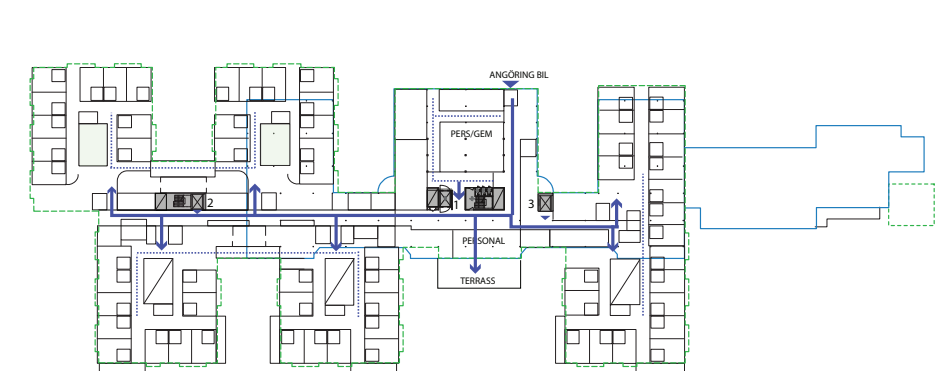 ANGÖRING BIL
PERS/GEM
2
1
3
PERSONAL
TERRASS